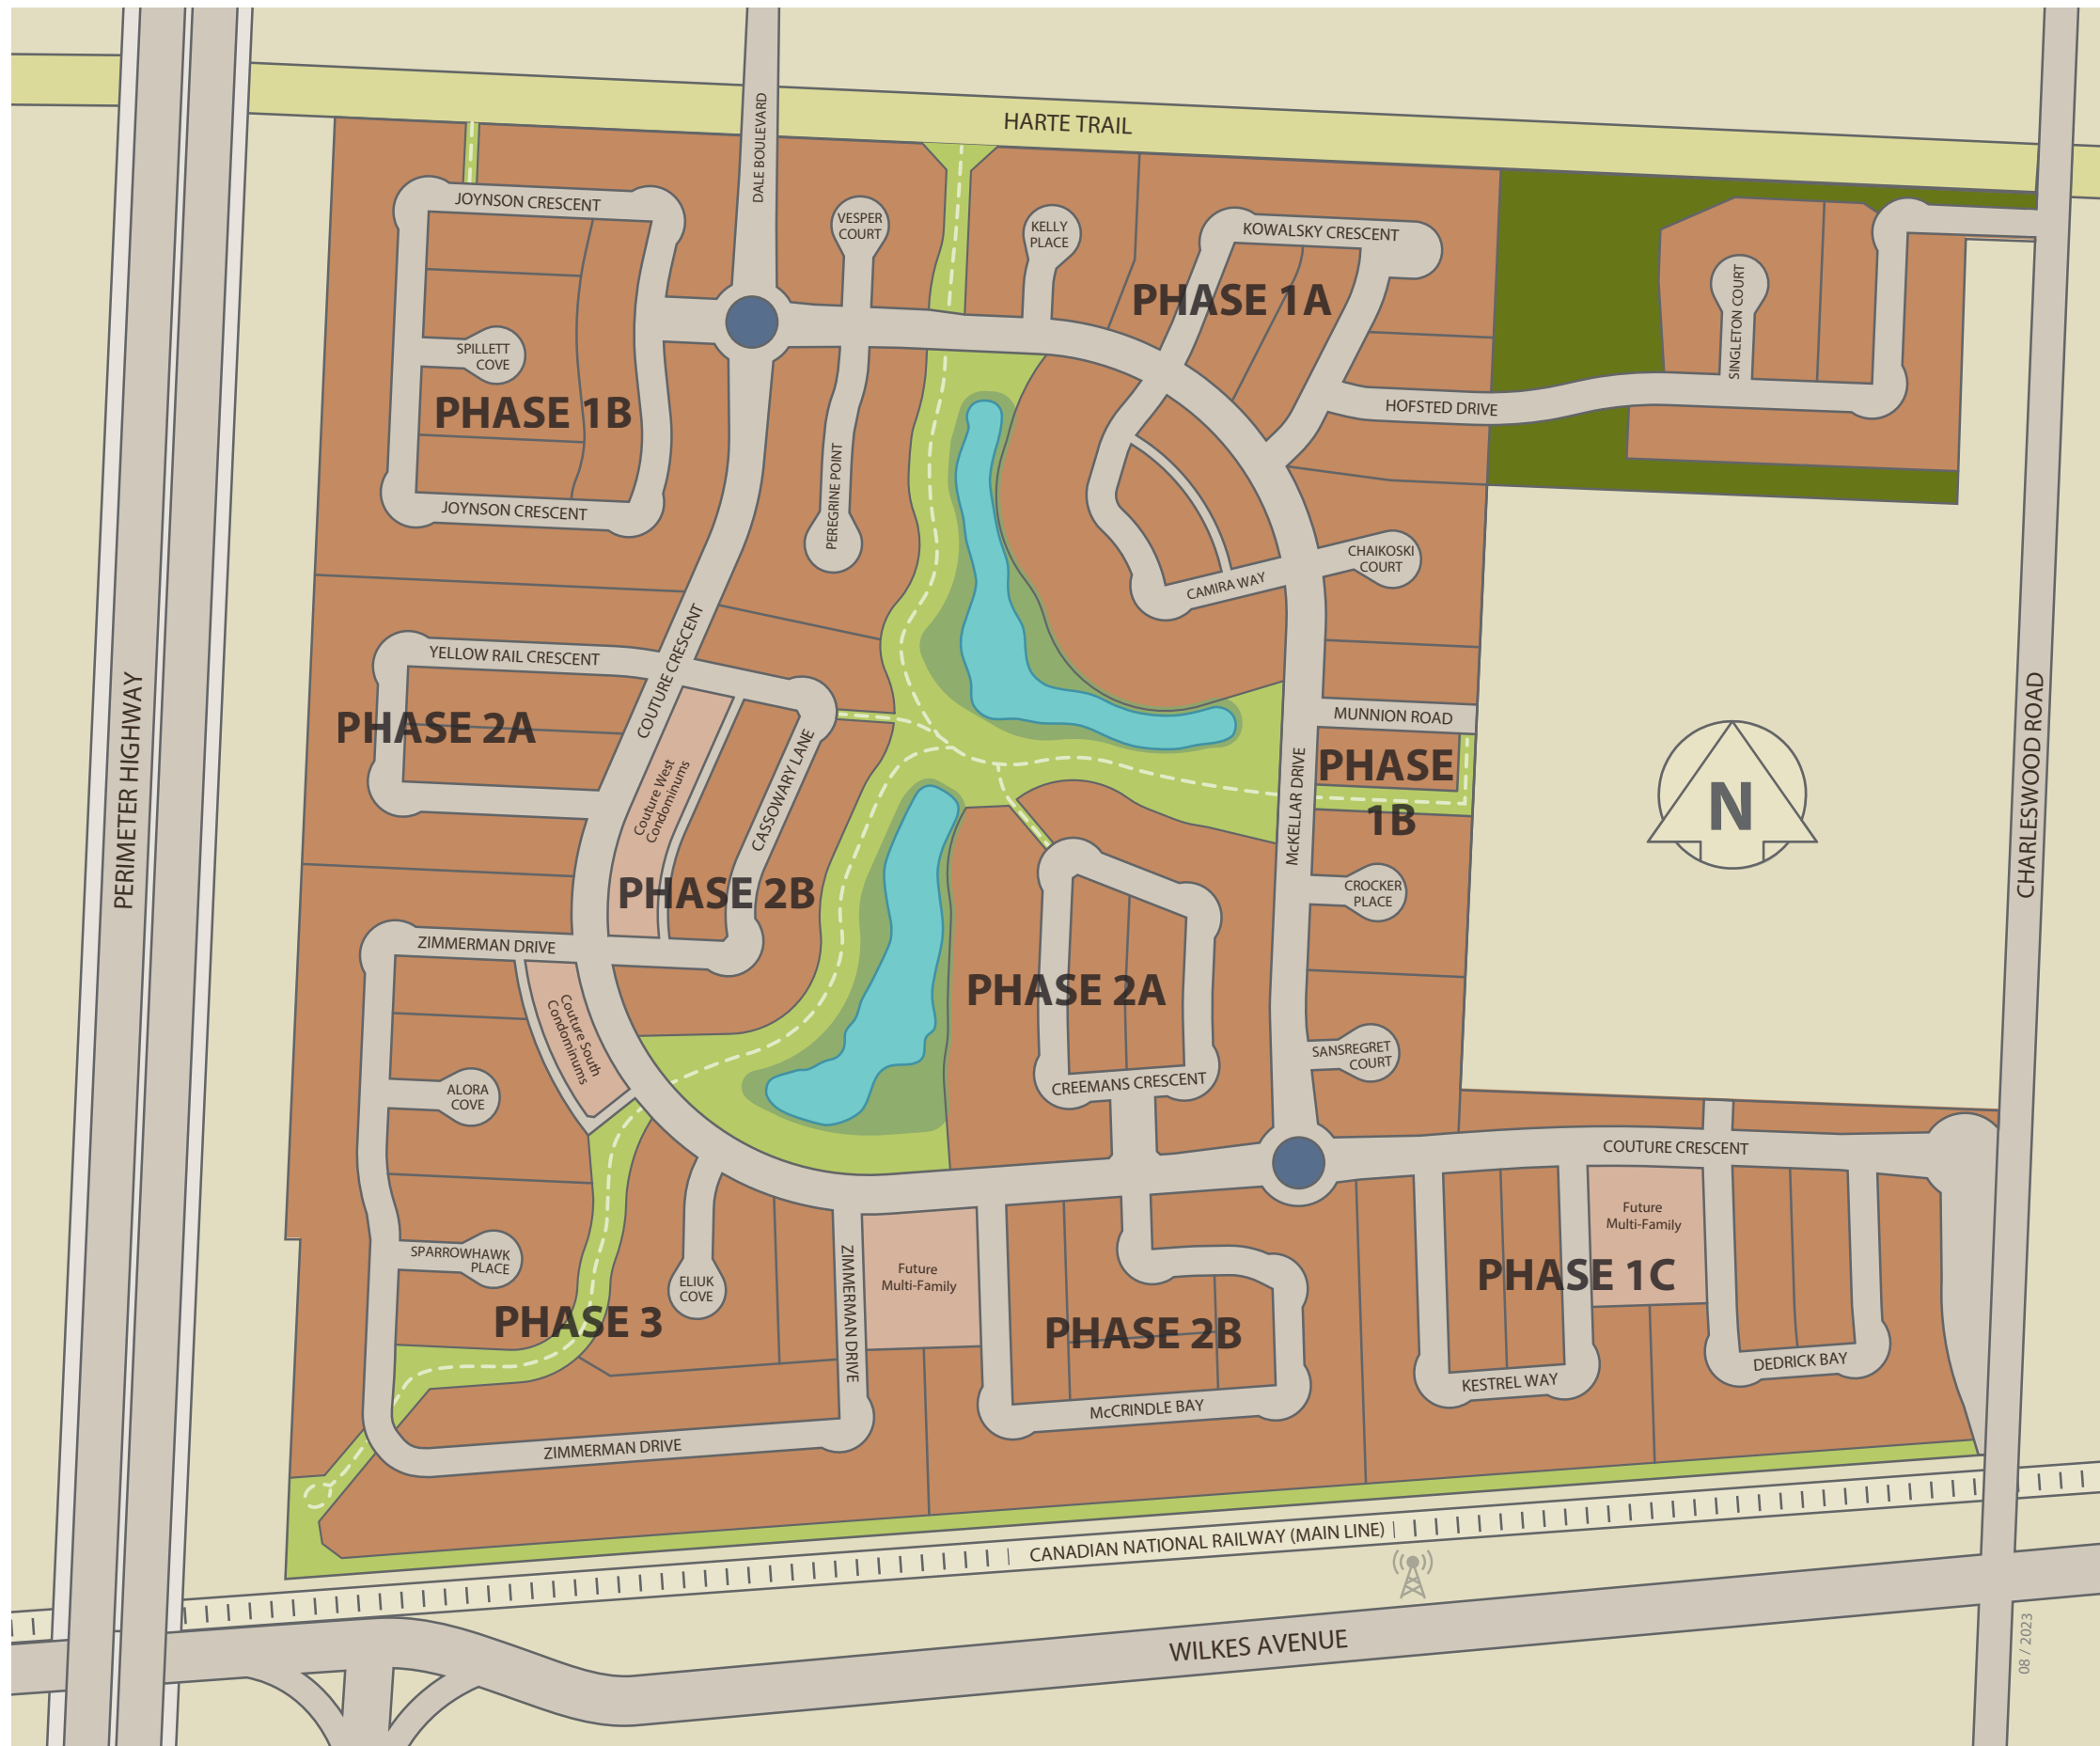 HARTE TRAIL
DALE BOULEVARD
JOYNSON CRESCENT
VESPER
COURT
KELLY
PLACE
KOWALSKY CRESCENT
PHASE 1A
SINGLETON COURT
SPILLETT
COVE
PHASE 1B
HOFSTED DRIVE
PEREGRINE POINT
JOYNSON CRESCENT
CHAIKOSKI
COURT
CAMIRA WAY
COUTURE CRESCENT
YELLOW RAIL CRESCENT
PHASE 2A
MUNNION ROAD
PERIMETER HIGHWAY
CHARLESWOOD ROAD
Couture West
Condominiums
CASSOWARY LANE
McKELLAR DRIVE
PHASE
1B
N
PHASE 2B
CROCKER
PLACE
ZIMMERMAN DRIVE
PHASE 2A
Couture South
Condominums
SANSREGRET
COURT
CREEMANS CRESCENT
ALORA
COVE
COUTURE CRESCENT
SPARROWHAWK
PLACE
ELIUK
COVE
ZIMMERMAN DRIVE
Future
Multi-Family
Future
Multi-Family
PHASE 1C
PHASE 3
PHASE 2B
DEDRICK BAY
KESTREL WAY
McCRINDLE BAY
ZIMMERMAN DRIVE
CANADIAN NATIONAL RAILWAY (MAIN LINE)
WILKES AVENUE
08 / 2023